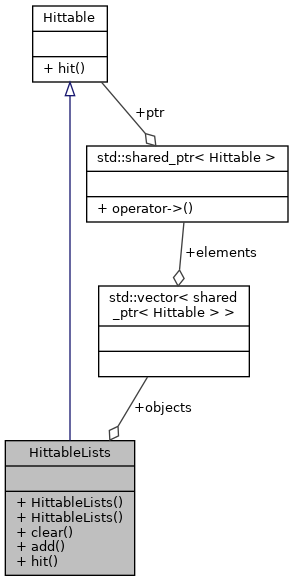 Hittable
+ hit()
+ptr
std::shared_ptr< Hittable >
+ operator->()
+elements
std::vector< shared
_ptr< Hittable > >
+objects
HittableLists
+ HittableLists()
+ HittableLists()
+ clear()
+ add()
+ hit()